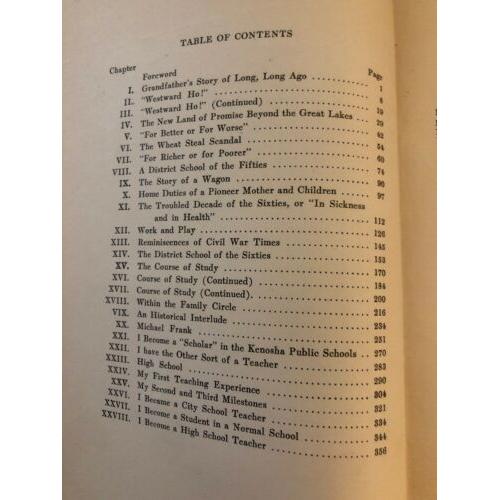 TABLE OF CONTENTS
Chapter Page
Foreword
I. Grandfather's Story of Long, Long Ago 1
II. "Westward Ho!" 8
III. "Westward Ho!" (Continued) 19
IV. The New Land of Promise Beyond the Great Lakes 29
V. "For Better or For Worse" 42
VI. The Wheat Steal Scandal 54
VII. "For Richer or for Poorer" 60
VIII. A District School of the Fifties 74
IX. The Story of a Wagon 90
X. Home Duties of a Pioneer Mother and Children 97
XI. The Troubled Decade of the Sixties, or "In Sickness
and in Health" 112
XII. Work and Play 126
XIII. Reminiscences of Civil War Times 145
XIV. The District School of the Sixties 153
XV. The Course of Study 170
XVI. Course of Study (Continued) 184
XVII. Course of Study (Continued). 200
XVIII. Within the Family Circle 216
VIX. An Historical Interlude 234
XX. Michael Frank 251
XXI. I Become a "Scholar" in the Kenosha Public Schools 270
XXII. I have the Other Sort of a Teacher 283
XXIII. High School 290
XXIV. My First Teaching Experience 304
XXV. My Second and Third Milestones 321
XXVI. I Became a City School Teacher 334
XXVII. I Become a Student in a Normal School 344
XXVIII. I Become a High School Teacher 356